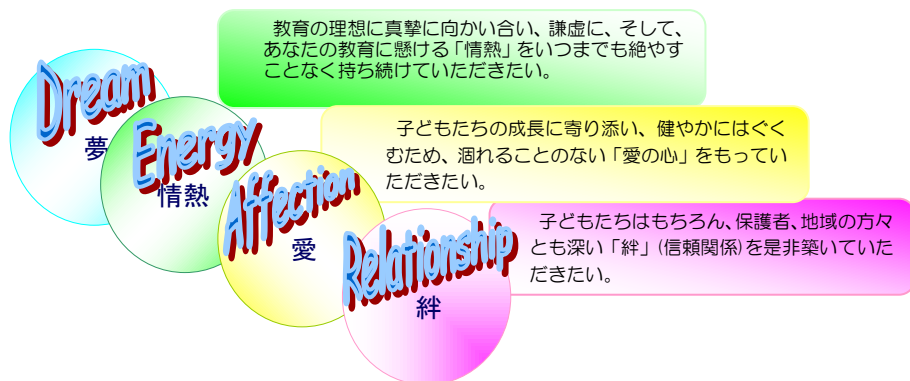 教育の理想に真摯に向かい合い、謙虚に、そして、
あなたの教育に懸ける「情熱」をいつまでも絶やす
ことなく持ち続けていただきたい。
Dream
夢
Energy
情熱
子どもたちの成長に寄り添い、健やかにはぐく
むため、涸れることのない「愛の心」をもってい
ただきたい。
Affection
愛
子どもたちはもちろん、保護者、地域の方々
とも深い「絆」(信頼関係)を是非築いていた
だきたい。
Relationship
絆